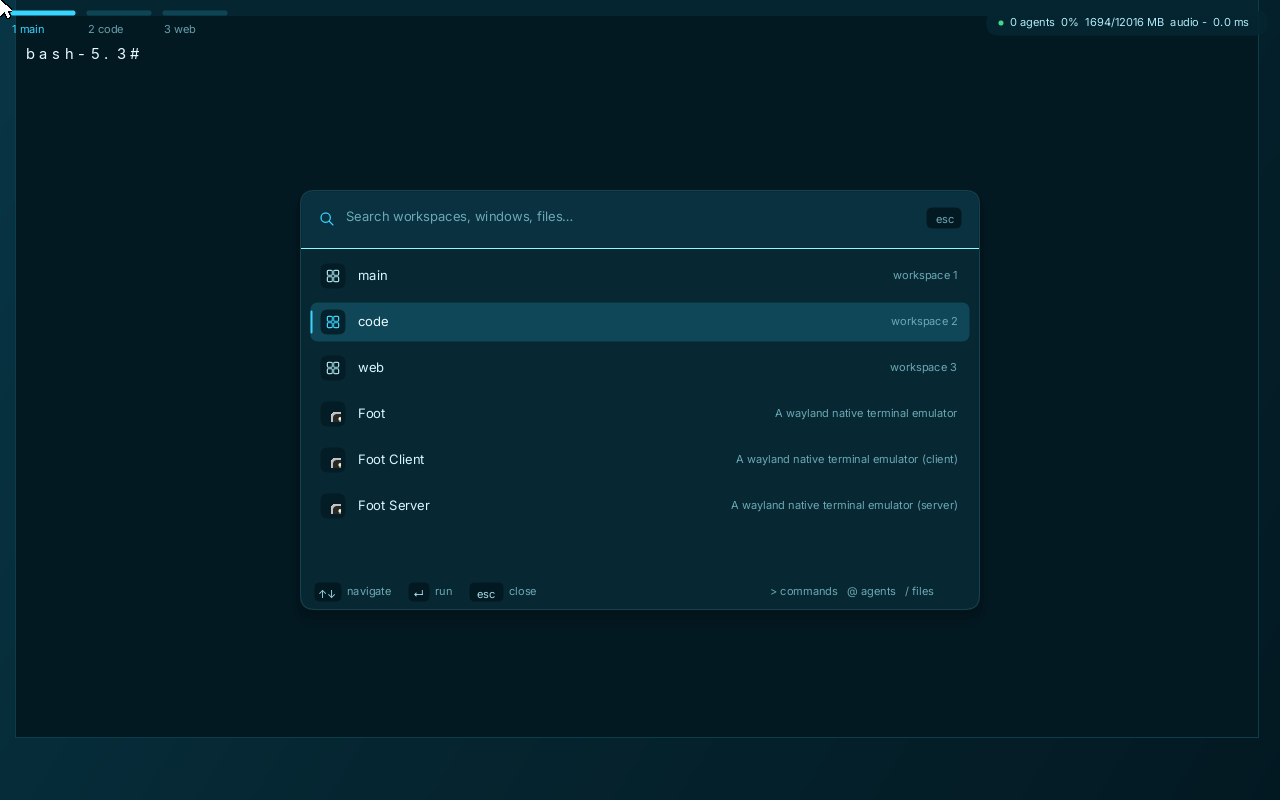 1 main 2 code 3 web
0 agents 0% 1694/12016 MB audio - 0.0 ms
bash-5.3#
Search workspaces, windows, files... esc
main workspace 1
code workspace 2
web workspace 3
Foot A wayland native terminal emulator
Foot Client A wayland native terminal emulator (client)
Foot Server A wayland native terminal emulator (server)
↑↓ navigate ↵ run esc close > commands @ agents / files